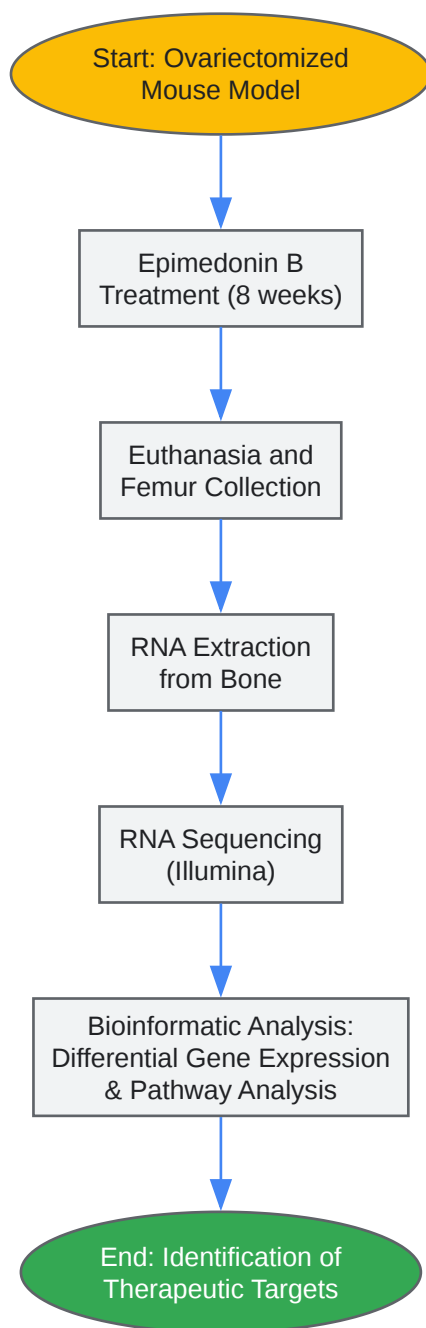 Start: Ovariectomized
Mouse Model
Epimedonin B
Treatment (8 weeks)
Euthanasia and
Femur Collection
RNA Extraction
from Bone
RNA Sequencing
(Illumina)
Bioinformatic Analysis:
Differential Gene Expression
& Pathway Analysis
End: Identification of
Therapeutic Targets